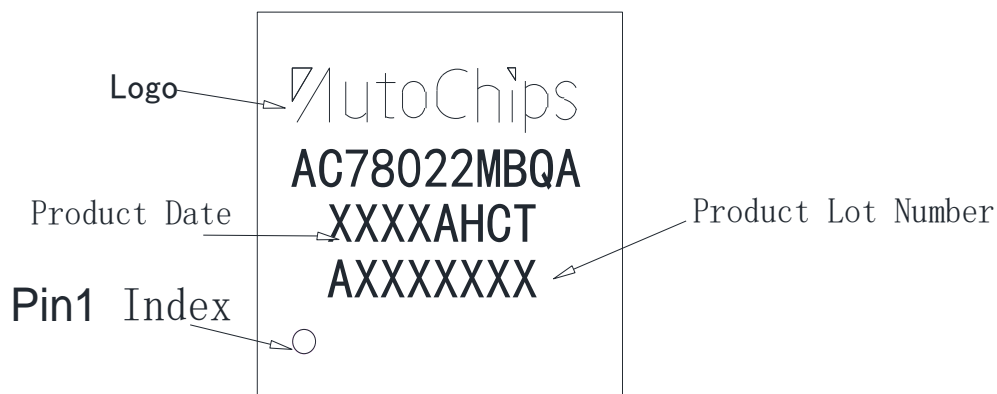 Logo
AutoChips
AC78022MBQA
Product Date
XXXXAHCT
Product Lot Number
AXXXXXXX
Pin1 Index